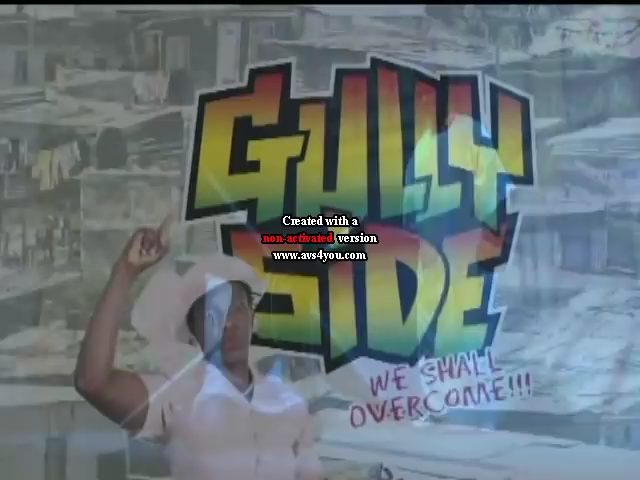 GULLY
SIDE
Created with a
non-activated version
www.avs4you.com
WE SHALL
OVERCOME!!!